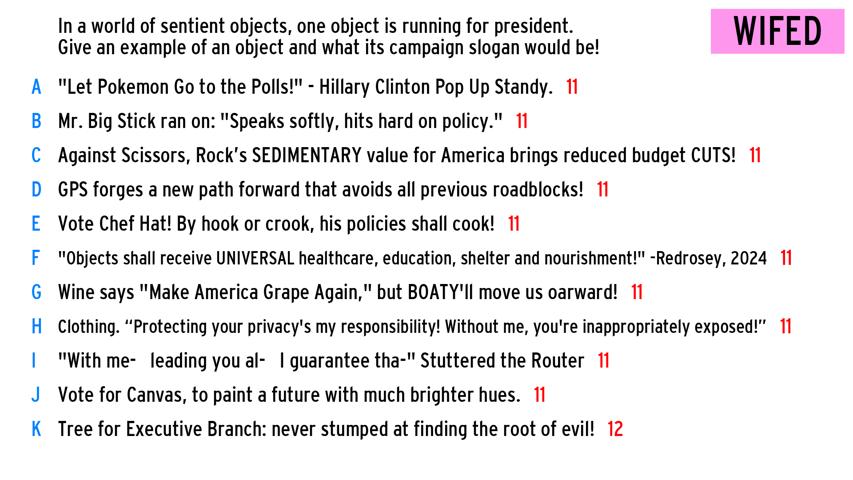 In a world of sentient objects, one object is running for president.
Give an example of an object and what its campaign slogan would be!
WIFED
A "Let Pokemon Go to the Polls!" - Hillary Clinton Pop Up Standy. 11
B Mr. Big Stick ran on: "Speaks softly, hits hard on policy." 11
C Against Scissors, Rock's SEDIMENTARY value for America brings reduced budget CUTS! 11
D GPS forges a new path forward that avoids all previous roadblocks! 11
E Vote Chef Hat! By hook or crook, his policies shall cook! 11
F "Objects shall receive UNIVERSAL healthcare, education, shelter and nourishment!" -Redrosey, 2024 11
G Wine says "Make America Grape Again," but BOATY'll move us oarward! 11
H Clothing. “Protecting your privacy's my responsibility! Without me, you're inappropriately exposed!” 11
I "With me- leading you al- I guarantee tha-" Stuttered the Router 11
J Vote for Canvas, to paint a future with much brighter hues. 11
K Tree for Executive Branch: never stumped at finding the root of evil! 12